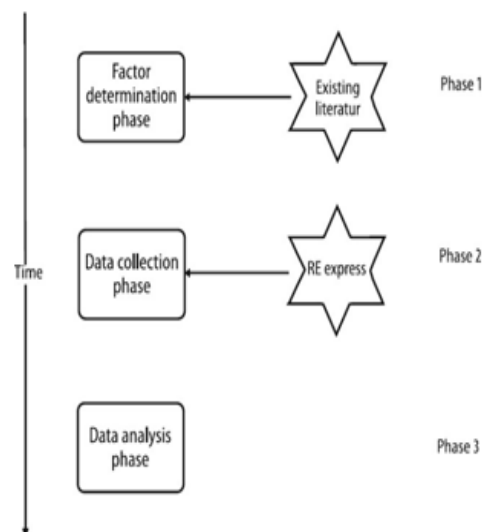 Factor
determination
phase
Existing
literatur
Phase 1
Time
Data collection
phase
RE express
Phase 2
Data analysis
phase
Phase 3